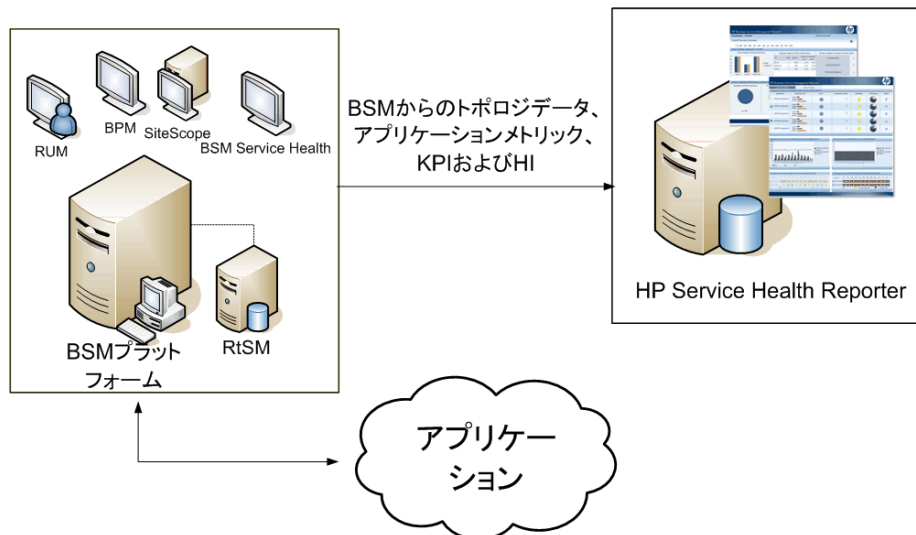 RUM
BPM
SiteScope
BSM Service Health
BSMプラット
フォーム
RtSM
BSMからのトポロジデータ、
アプリケーションメトリック、
KPIおよびHI
HP Service Health Reporter
アプリケー
ション